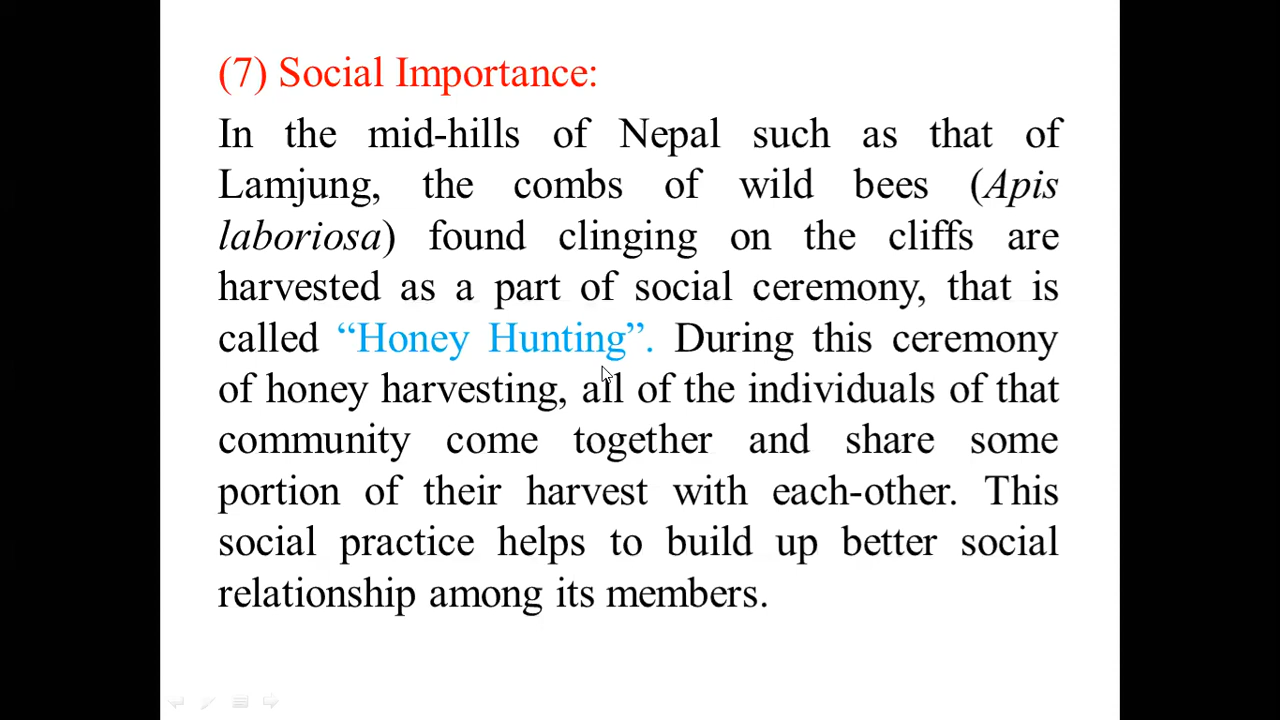 (7) Social Importance:
In the mid-hills of Nepal such as that of
Lamjung, the combs of wild bees (Apis
laboriosa) found clinging on the cliffs are
harvested as a part of social ceremony, that is
called “Honey Hunting”. During this ceremony
of honey harvesting, all of the individuals of that
community come together and share some
portion of their harvest with each-other. This
social practice helps to build up better social
relationship among its members.